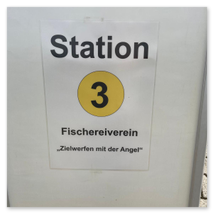 Station
3
Fischereiverein
„Zielwerfen mit der Angel“